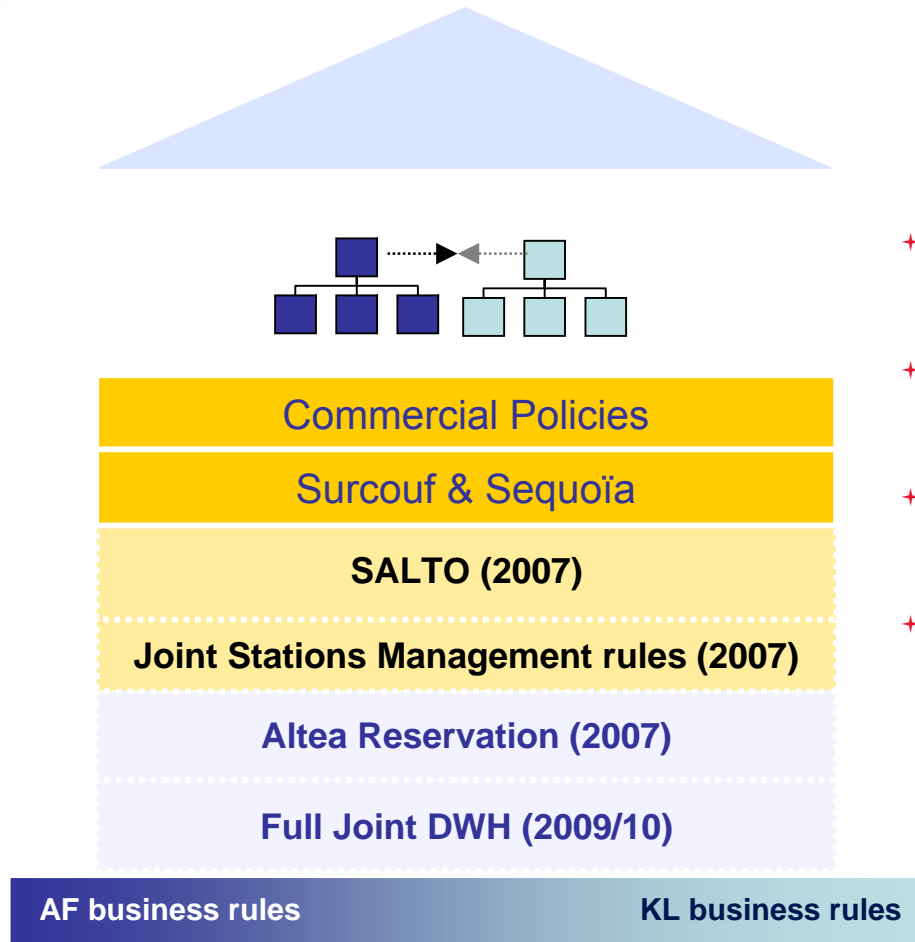 Commercial Policies
Surcouf & Sequoïa
SALTO (2007)
Joint Stations Management rules (2007)
Altea Reservation (2007)
Full Joint DWH (2009/10)
AF business rules KL business rules